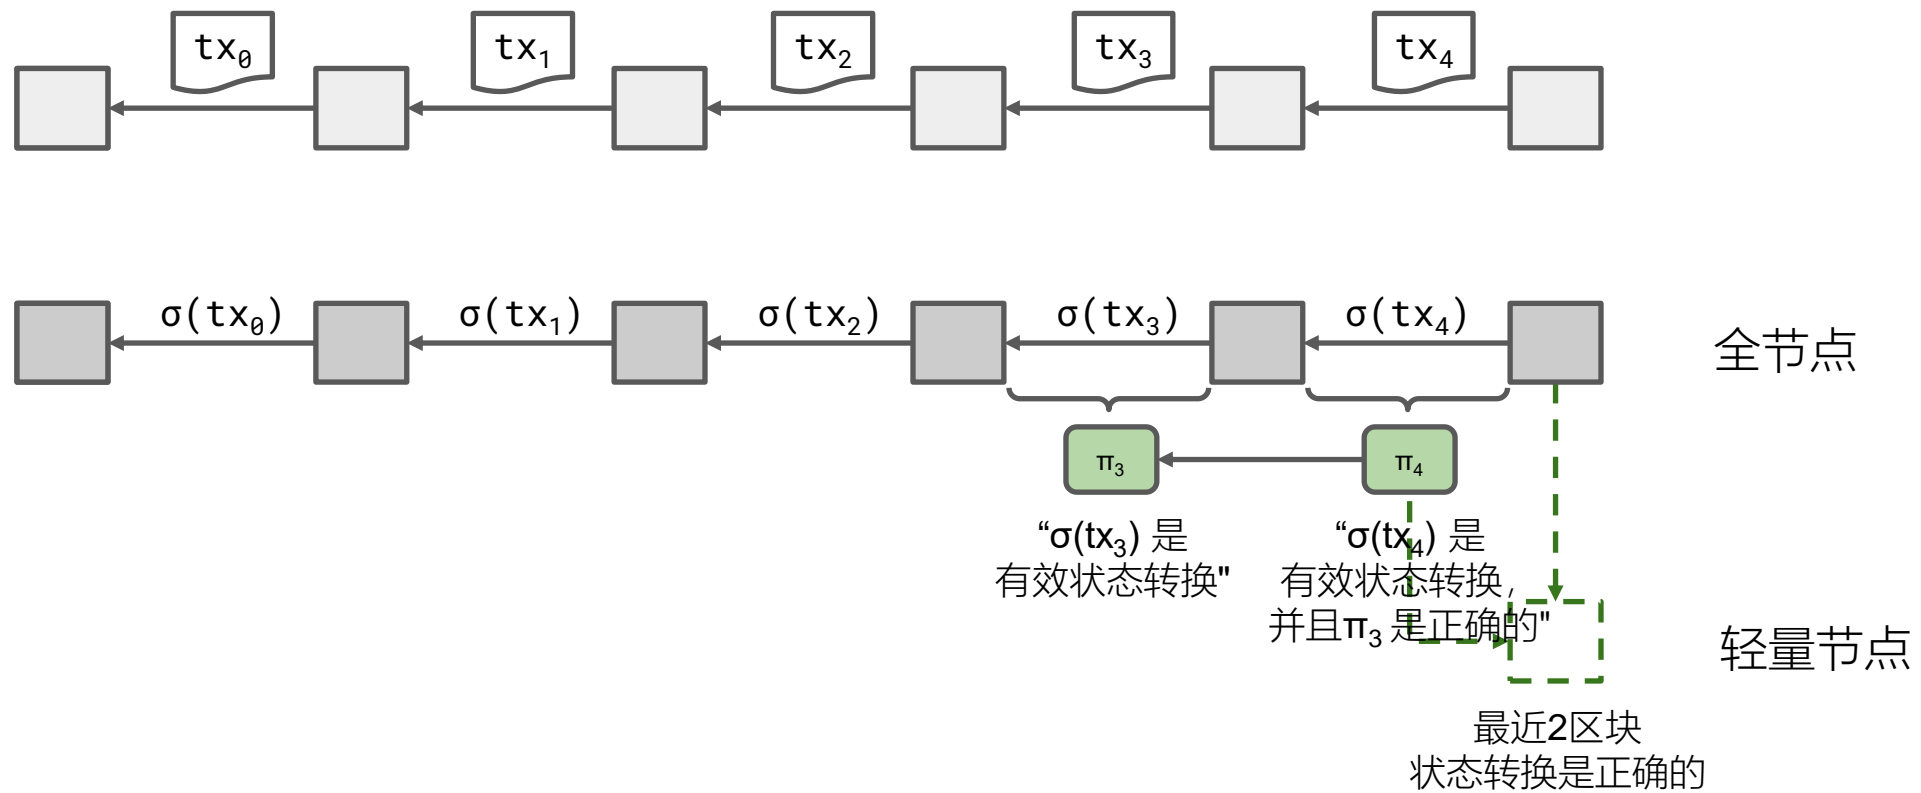 tx₀
tx₁
tx₂
tx₃
tx₄
σ(tx₀)
σ(tx₁)
σ(tx₂)
σ(tx₃)
σ(tx₄)
全节点
π₃
π₄
“σ(tx₃) 是
有效状态转换"
“σ(tx₄) 是
有效状态转换,
并且π₃ 是正确的"
轻量节点
最近2区块
状态转换是正确的